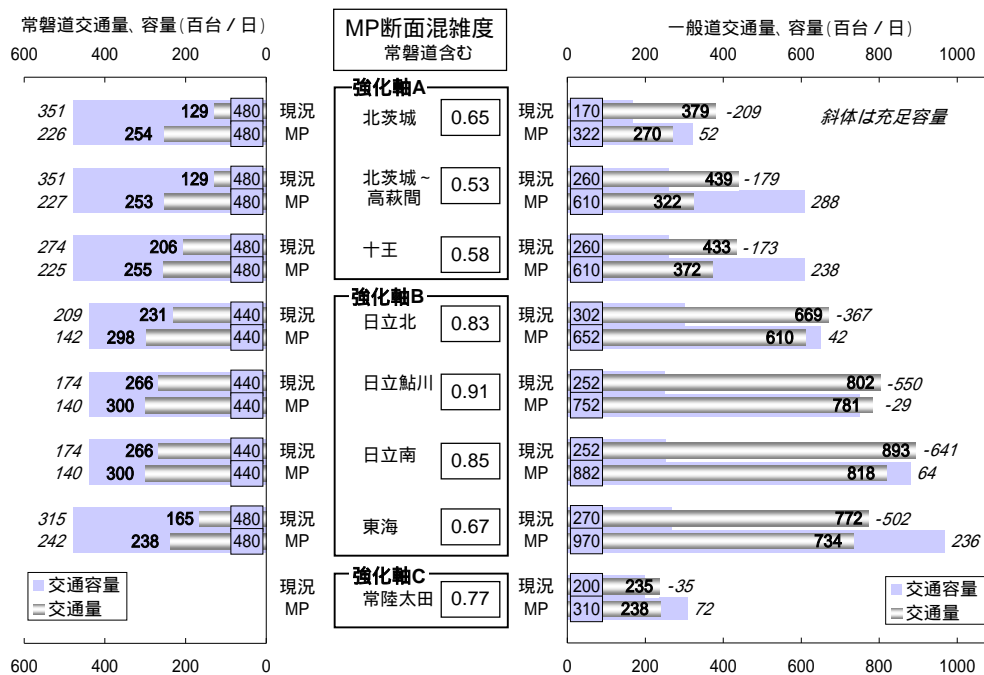 常磐道交通量、容量(百台/日)
MP断面混雑度
常磐道含む
一般道交通量、容量(百台/日)
600 400 200 0
0 200 400 600 800 1000
斜体は充足容量
強化軸A
351 129 480 現況 北茨城 0.65 現況 170 379 -209
226 254 480 MP MP 322 270 52
351 129 480 現況 北茨城~ 0.53 現況 260 439 -179
227 253 480 MP 高萩間 MP 610 322 288
274 206 480 現況 十王 0.58 現況 260 433 -173
225 255 480 MP MP 610 372 238
強化軸B
209 231 440 現況 日立北 0.83 現況 302 669 -367
142 298 440 MP MP 652 610 42
174 266 440 現況 日立鮎川 0.91 現況 252 802 -550
140 300 440 MP MP 752 781 -29
174 266 440 現況 日立南 0.85 現況 252 893 -641
140 300 440 MP MP 882 818 64
315 165 480 現況 東海 0.67 現況 270 772 -502
242 238 480 MP MP 970 734 236
強化軸C
現況 常陸太田 0.77 現況 200 235 -35
MP MP 310 238 72
交通容量
交通量
交通容量
交通量
600 400 200 0
0 200 400 600 800 1000